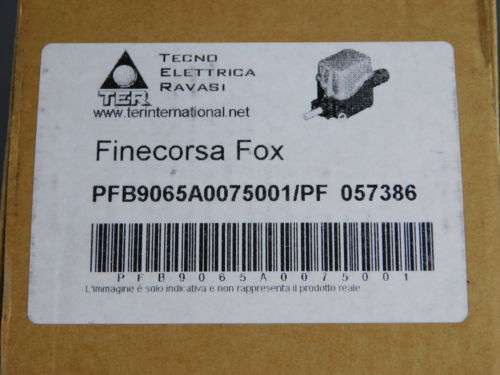 TECNO
ELETTRICA
RAVASI
TER
www.terinternational.net
Finecorsa Fox
PFB9065A0075001/PF 057386
PFB9065A0075001
L'immagine è solo indicativa e non rappresenta il prodotto reale